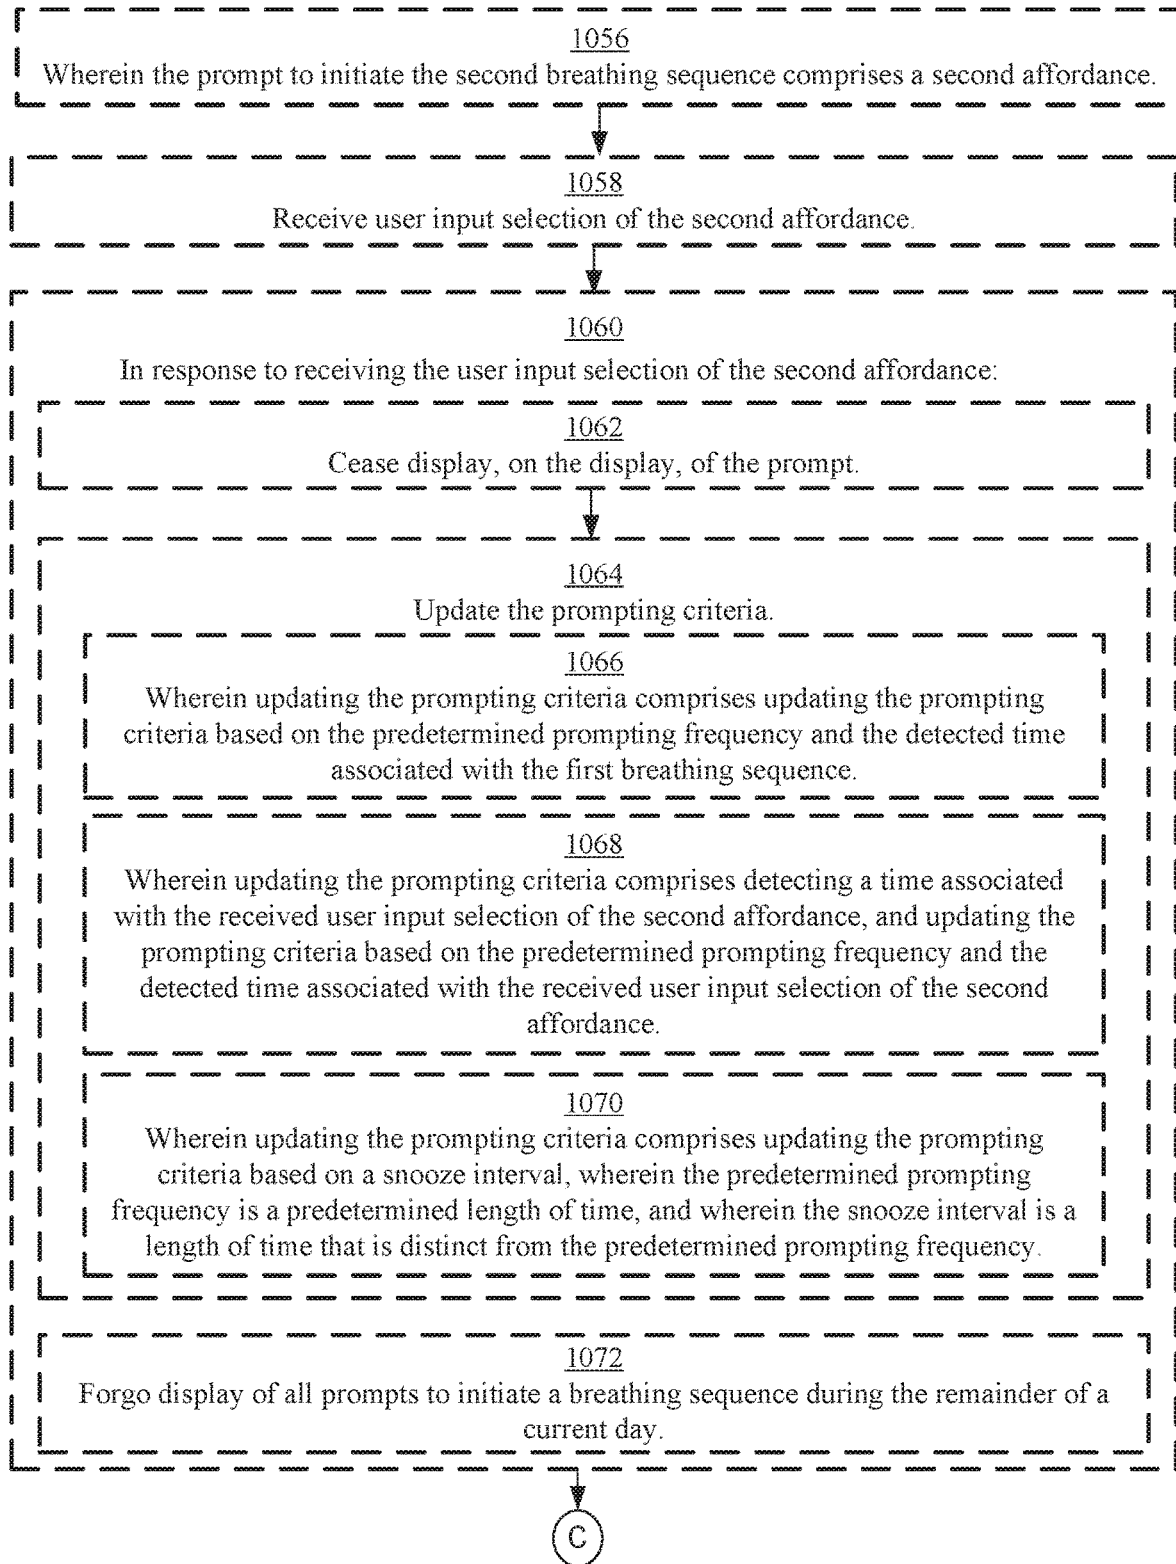 1056
Wherein the prompt to initiate the second breathing sequence comprises a second affordance.
1058
Receive user input selection of the second affordance.
1060
In response to receiving the user input selection of the second affordance:
1062
Cease display, on the display, of the prompt.
1064
Update the prompting criteria.
1066
Wherein updating the prompting criteria comprises updating the prompting
criteria based on the predetermined prompting frequency and the detected time
associated with the first breathing sequence.
1068
Wherein updating the prompting criteria comprises detecting a time associated
with the received user input selection of the second affordance, and updating the
prompting criteria based on the predetermined prompting frequency and the
detected time associated with the received user input selection of the second
affordance.
1070
Wherein updating the prompting criteria comprises updating the prompting
criteria based on a snooze interval, wherein the predetermined prompting
frequency is a predetermined length of time, and wherein the snooze interval is a
length of time that is distinct from the predetermined prompting frequency.
1072
Forgo display of all prompts to initiate a breathing sequence during the remainder of a
current day.
C